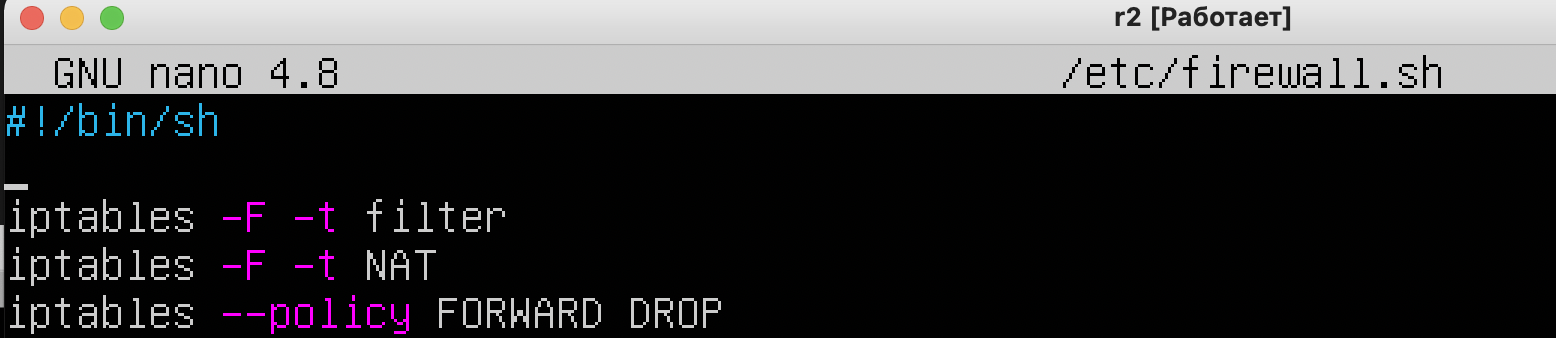 r2 [Работает]
GNU nano 4.8 /etc/firewall.sh
#!/bin/sh
iptables -F -t filter
iptables -F -t NAT
iptables --policy FORWARD DROP